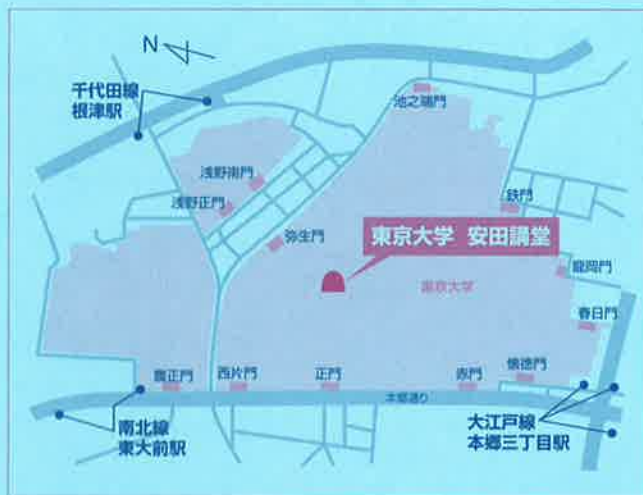 N
千代田線
根津駅
池之端門
浅野南門
浅野正門
弥生門
鉄門
東京大学 安田講堂
東京大学
龍岡門
春日門
農正門
西片門
正門
赤門
懐徳門
本郷通り
南北線
東大前駅
大江戸線
本郷三丁目駅